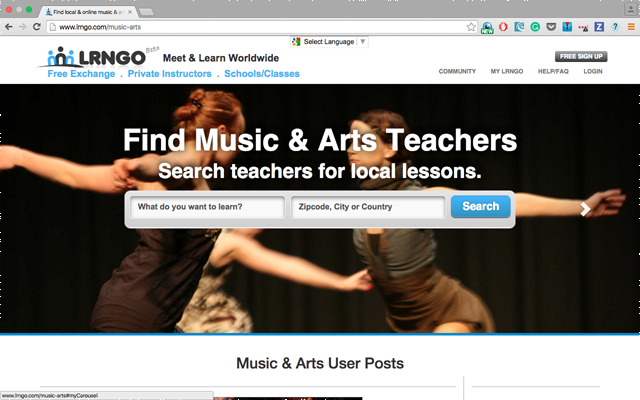 Find local & online music & a
www.lrngo.com/music-arts
NEW
Select Language
LRNGO Beta
Meet & Learn Worldwide
FREE SIGN UP
Free Exchange . Private Instructors . Schools/Classes
COMMUNITY MY LRNGO HELP/FAQ LOGIN
Find Music & Arts Teachers
Search teachers for local lessons.
What do you want to learn? Zipcode, City or Country Search
Music & Arts User Posts
www.lrngo.com/music-arts#myCarousel